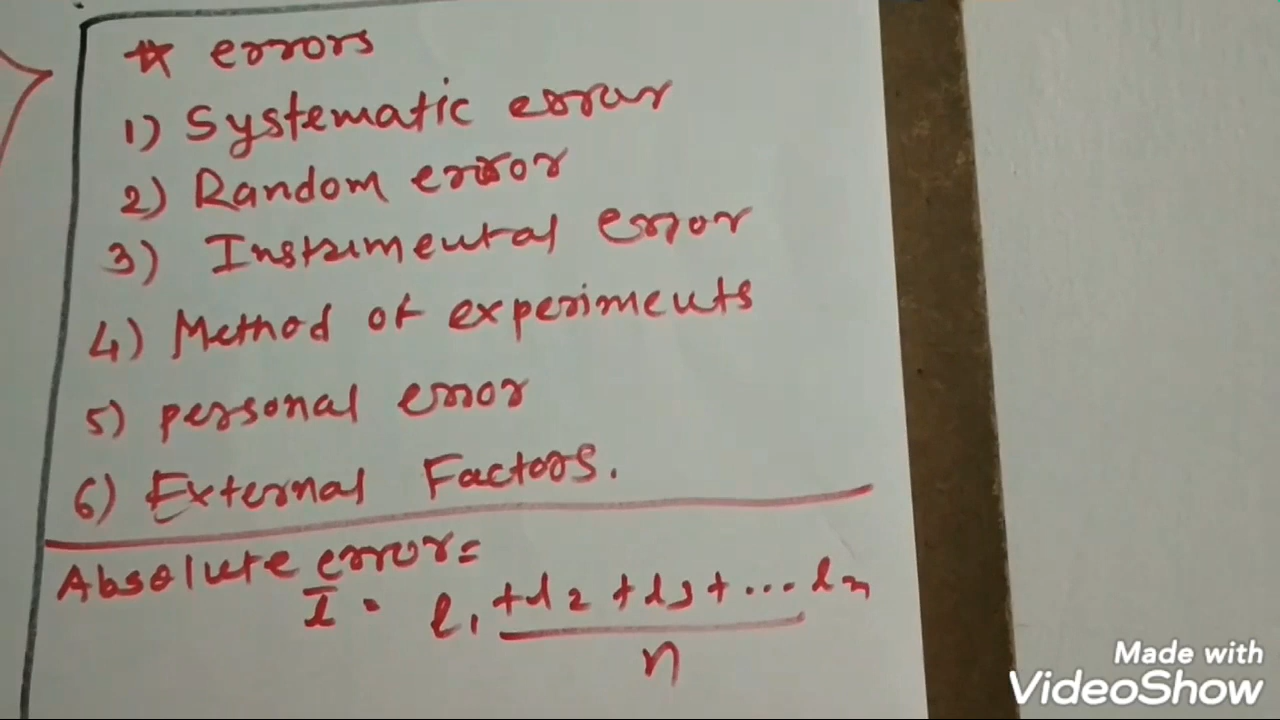 * errors
1) Systematic error
2) Random error
3) Instrumental error
4) Method of experiments
5) personal error
6) External Factors.
Absolute error =
l̄ = l₁ + l₂ + l₃ + ... lₙ
n
Made with
VideoShow